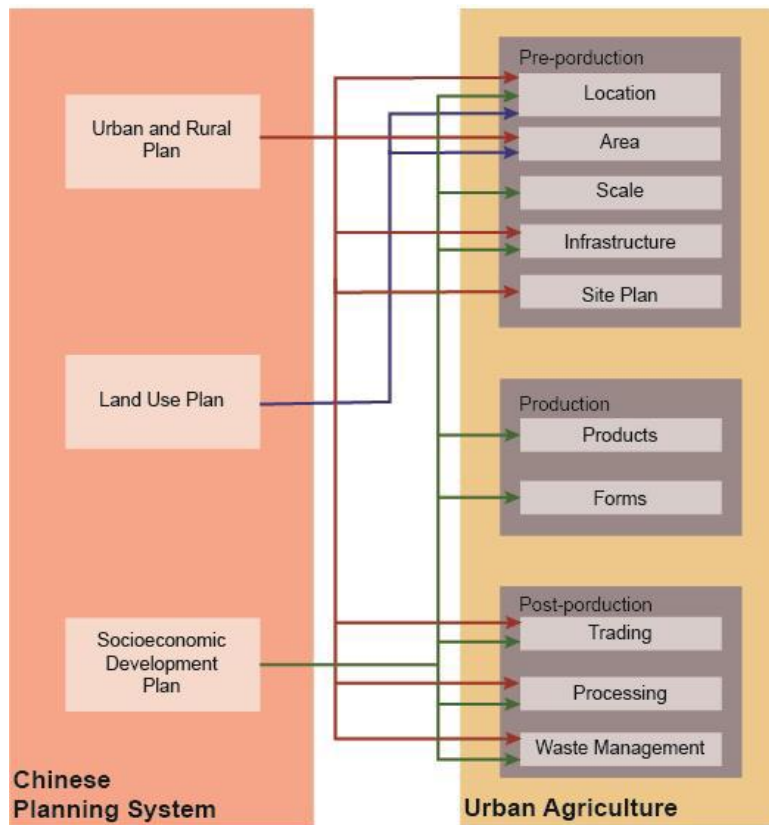 Urban and Rural
Plan
Land Use Plan
Socioeconomic
Development
Plan
Chinese
Planning System
Pre-porduction
Location
Area
Scale
Infrastructure
Site Plan
Production
Products
Forms
Post-porduction
Trading
Processing
Waste Management
Urban Agriculture